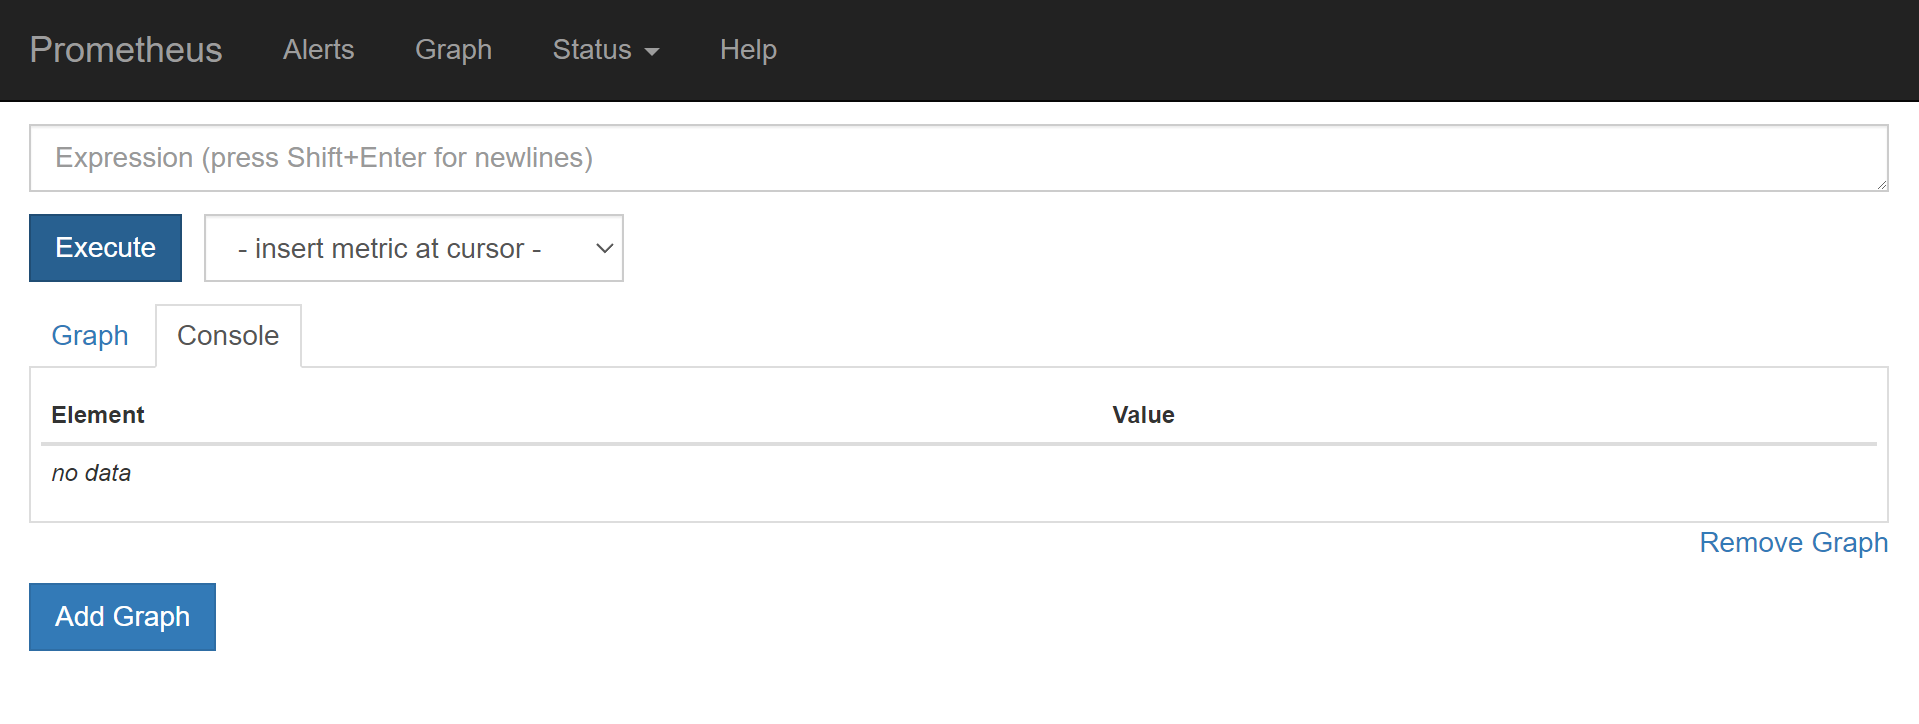 Prometheus Alerts Graph Status Help
Expression (press Shift+Enter for newlines)
Execute - insert metric at cursor -
Graph Console
Element Value
no data
Remove Graph
Add Graph